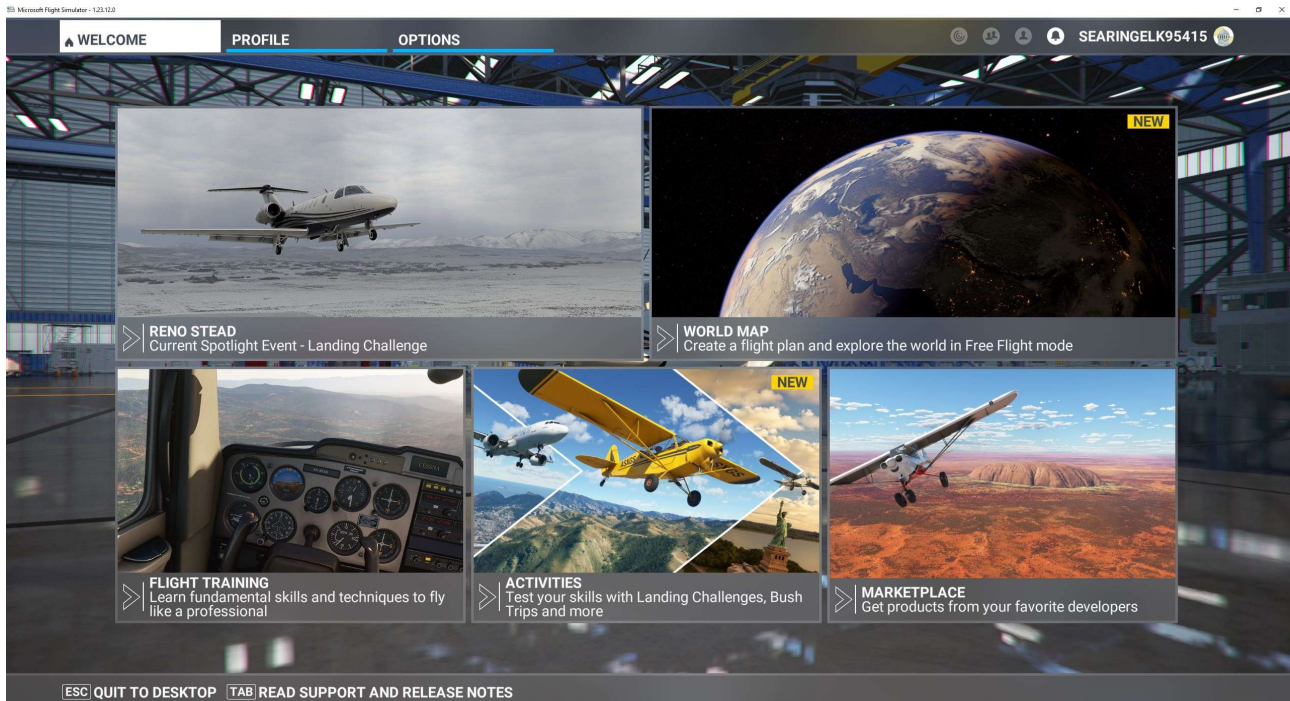 Microsoft Flight Simulator - 1.23.12.0
WELCOME
PROFILE
OPTIONS
SEARINGELK95415
NEW
RENO STEAD
Current Spotlight Event - Landing Challenge
WORLD MAP
Create a flight plan and explore the world in Free Flight mode
CESSNA
NEW
FLIGHT TRAINING
Learn fundamental skills and techniques to fly
like a professional
ACTIVITIES
Test your skills with Landing Challenges, Bush
Trips and more
MARKETPLACE
Get products from your favorite developers
ESC QUIT TO DESKTOP
TAB READ SUPPORT AND RELEASE NOTES